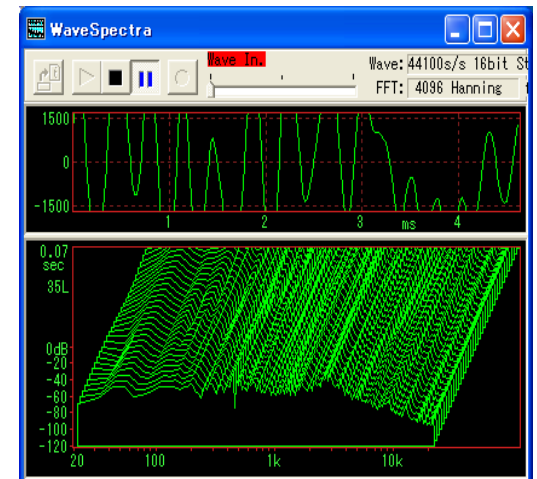 WaveSpectra
Wave In.
Wave: 44100s/s 16bit St
FFT: 4096 Hanning
1500
0
-1500
1 2 3 ms 4
0.07
sec
35L
0dB
-20
-40
-60
-80
-100
-120
20 100 1k 10k